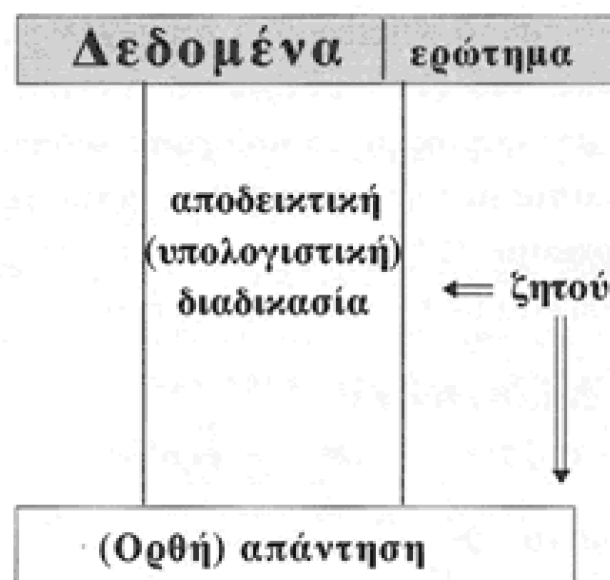 Δεδομένα ερώτημα
αποδεικτική
(υπολογιστική)
διαδικασία
ζητού
(Ορθή) απάντηση